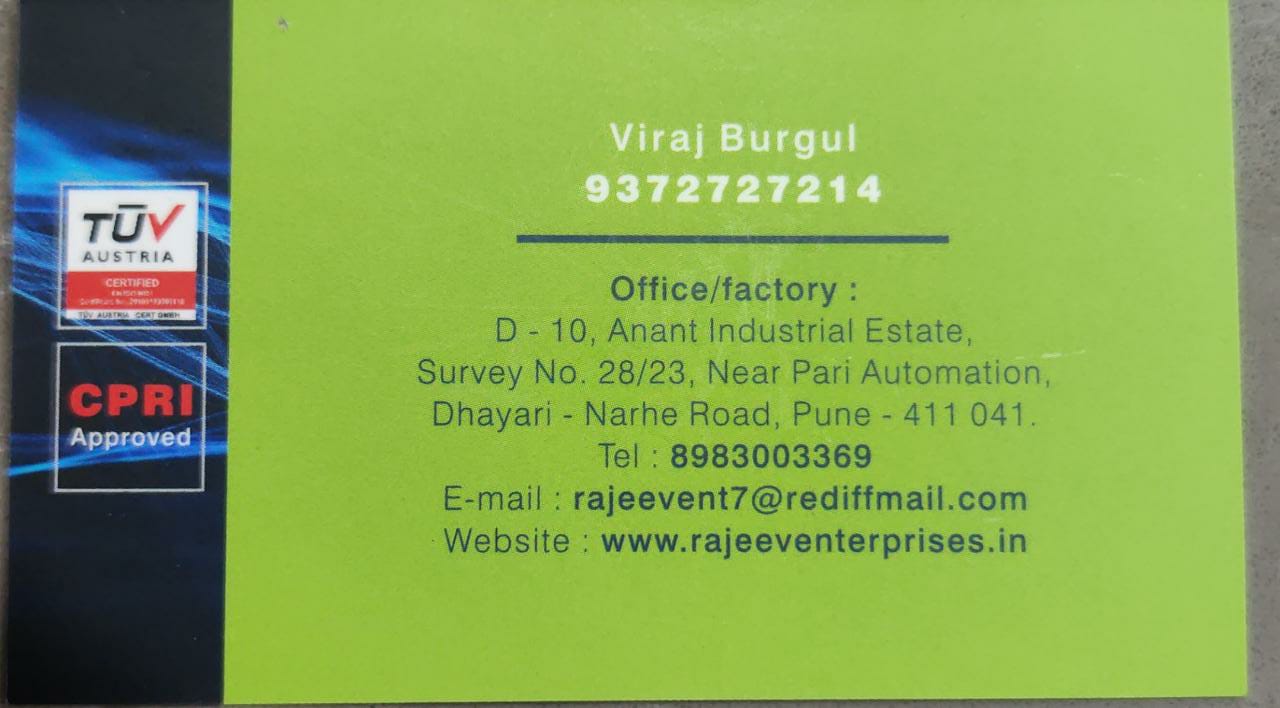 Viraj Burgul
9372727214
Office/factory :
D - 10, Anant Industrial Estate,
Survey No. 28/23, Near Pari Automation,
Dhayari - Narhe Road, Pune - 411 041.
Tel : 8983003369
E-mail : rajeevent7@rediffmail.com
Website : www.rajeeventerprises.in
TÜV
AUSTRIA
CERTIFIED
TÜV AUSTRIA CERT GMBH
CPRI
Approved